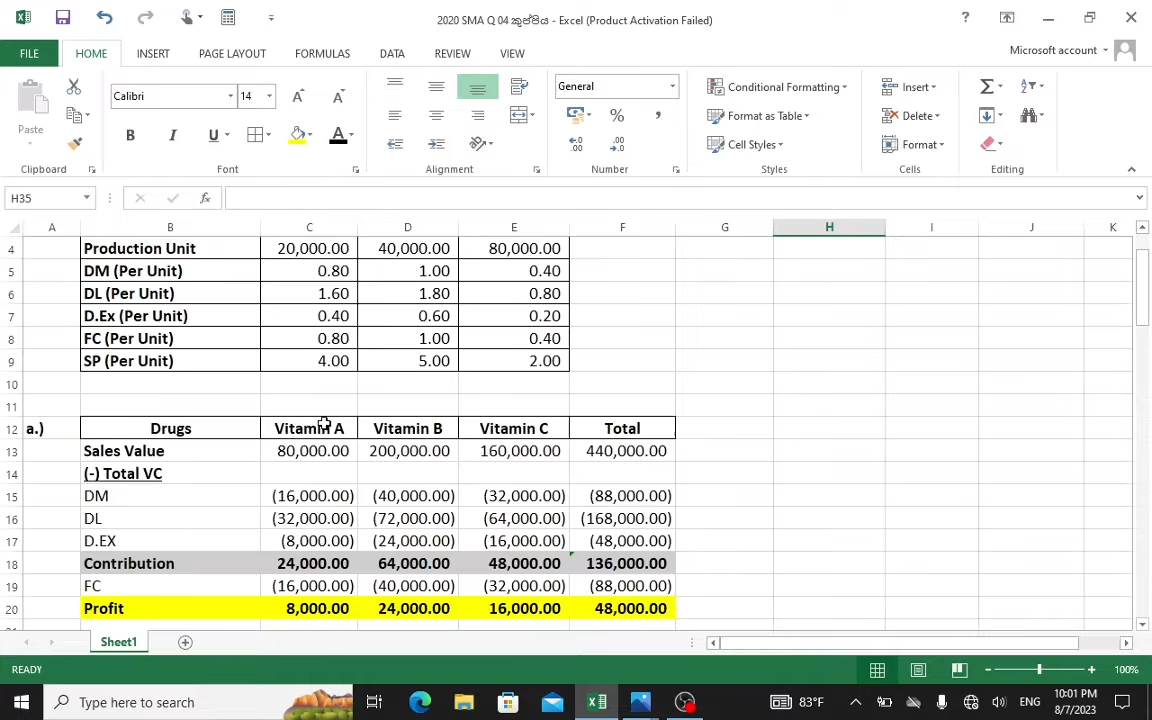 2020 SMA Q 04 කුප්පිය - Excel (Product Activation Failed)
FILE HOME INSERT PAGE LAYOUT FORMULAS DATA REVIEW VIEW Microsoft account
Calibri 14 General Conditional Formatting Insert
Paste Format as Table Delete
B I U A % , Cell Styles Format
Clipboard Font Alignment Number Styles Cells Editing
H35 fx
A B C D E F G H I J K
4 Production Unit 20,000.00 40,000.00 80,000.00
5 DM (Per Unit) 0.80 1.00 0.40
6 DL (Per Unit) 1.60 1.80 0.80
7 D.Ex (Per Unit) 0.40 0.60 0.20
8 FC (Per Unit) 0.80 1.00 0.40
9 SP (Per Unit) 4.00 5.00 2.00
10
11
12 a.) Drugs Vitamin A Vitamin B Vitamin C Total
13 Sales Value 80,000.00 200,000.00 160,000.00 440,000.00
14 (-) Total VC
15 DM (16,000.00) (40,000.00) (32,000.00) (88,000.00)
16 DL (32,000.00) (72,000.00) (64,000.00) (168,000.00)
17 D.EX (8,000.00) (24,000.00) (16,000.00) (48,000.00)
18 Contribution 24,000.00 64,000.00 48,000.00 136,000.00
19 FC (16,000.00) (40,000.00) (32,000.00) (88,000.00)
20 Profit 8,000.00 24,000.00 16,000.00 48,000.00
Sheet1
READY 100%
Type here to search 83°F ENG 10:01 PM
8/7/2023